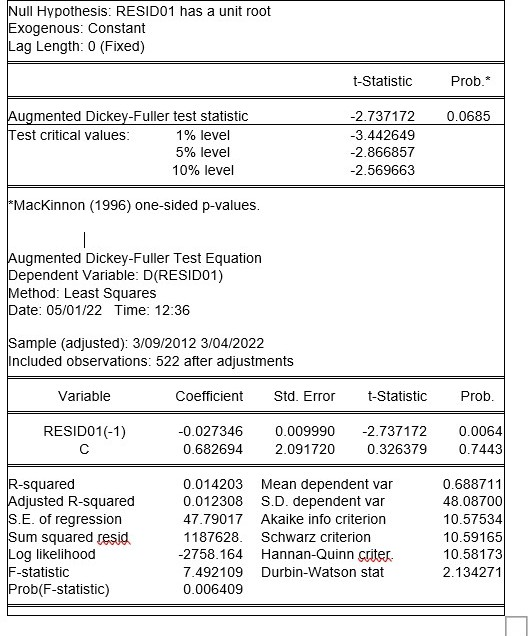 Null Hypothesis: RESID01 has a unit root
Exogenous: Constant
Lag Length: 0 (Fixed)
t-Statistic Prob.*
Augmented Dickey-Fuller test statistic -2.737172 0.0685
Test critical values: 1% level -3.442649
5% level -2.866857
10% level -2.569663
*MacKinnon (1996) one-sided p-values.
Augmented Dickey-Fuller Test Equation
Dependent Variable: D(RESID01)
Method: Least Squares
Date: 05/01/22 Time: 12:36
Sample (adjusted): 3/09/2012 3/04/2022
Included observations: 522 after adjustments
Variable Coefficient Std. Error t-Statistic Prob.
RESID01(-1) -0.027346 0.009990 -2.737172 0.0064
C 0.682694 2.091720 0.326379 0.7443
R-squared 0.014203 Mean dependent var 0.688711
Adjusted R-squared 0.012308 S.D. dependent var 48.08700
S.E. of regression 47.79017 Akaike info criterion 10.57534
Sum squared resid 1187628. Schwarz criterion 10.59165
Log likelihood -2758.164 Hannan-Quinn criter. 10.58173
F-statistic 7.492109 Durbin-Watson stat 2.134271
Prob(F-statistic) 0.006409